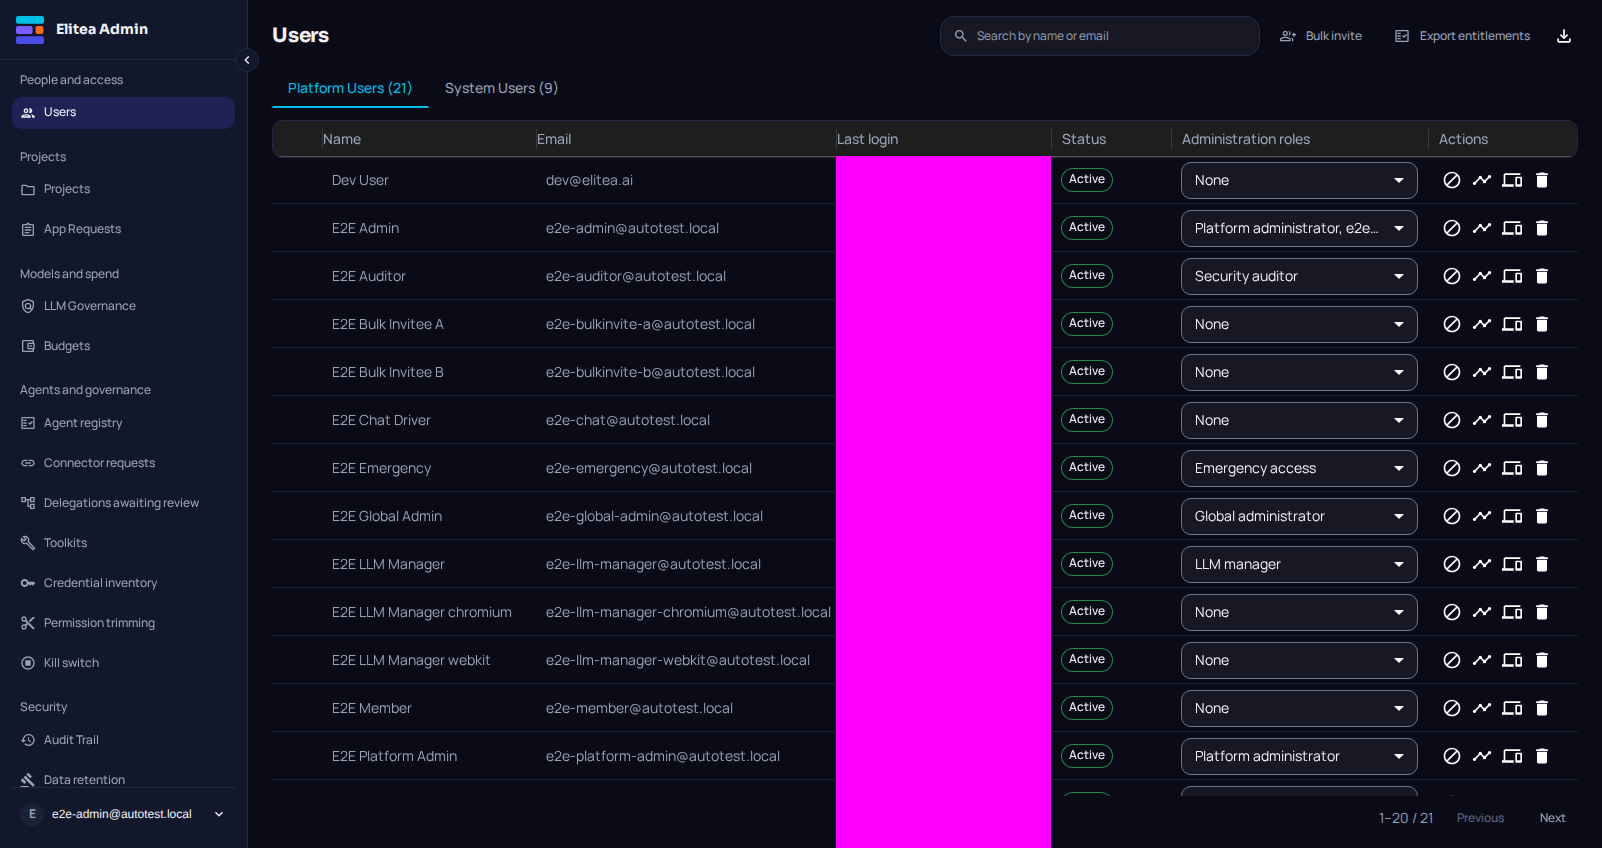 Elitea Admin
People and access
Users
Projects
Projects
App Requests
Models and spend
LLM Governance
Budgets
Agents and governance
Agent registry
Connector requests
Delegations awaiting review
Toolkits
Credential inventory
Permission trimming
Kill switch
Security
Audit Trail
Data retention
E e2e-admin@autotest.local
Users
Search by name or email
Bulk invite
Export entitlements
Platform Users (21) System Users (9)
Name Email Last login Status Administration roles Actions
Dev User dev@elitea.ai Active None
E2E Admin e2e-admin@autotest.local Active Platform administrator, e2e...
E2E Auditor e2e-auditor@autotest.local Active Security auditor
E2E Bulk Invitee A e2e-bulkinvite-a@autotest.local Active None
E2E Bulk Invitee B e2e-bulkinvite-b@autotest.local Active None
E2E Chat Driver e2e-chat@autotest.local Active None
E2E Emergency e2e-emergency@autotest.local Active Emergency access
E2E Global Admin e2e-global-admin@autotest.local Active Global administrator
E2E LLM Manager e2e-llm-manager@autotest.local Active LLM manager
E2E LLM Manager chromium e2e-llm-manager-chromium@autotest.local Active None
E2E LLM Manager webkit e2e-llm-manager-webkit@autotest.local Active None
E2E Member e2e-member@autotest.local Active None
E2E Platform Admin e2e-platform-admin@autotest.local Active Platform administrator
1–20 / 21 Previous Next